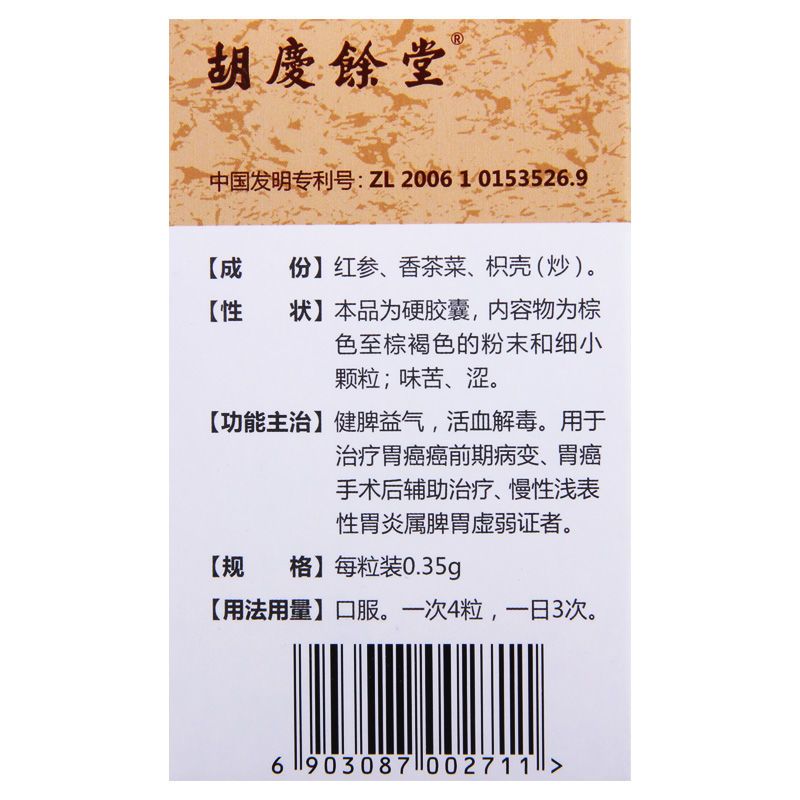 胡慶餘堂®
中国发明专利号：ZL 2006 1 0153526.9
【成　份】红参、香茶菜、枳壳（炒）。
【性　状】本品为硬胶囊，内容物为棕
色至棕褐色的粉末和细小
颗粒；味苦、涩。
【功能主治】健脾益气，活血解毒。用于
治疗胃癌癌前期病变、胃癌
手术后辅助治疗、慢性浅表
性胃炎属脾胃虚弱证者。
【规　格】每粒装0.35g
【用法用量】口服。一次4粒，一日3次。
6 903087 002711 >